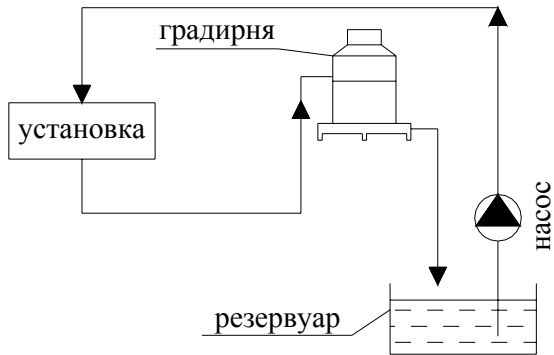 градирня
установка
насос
резервуар